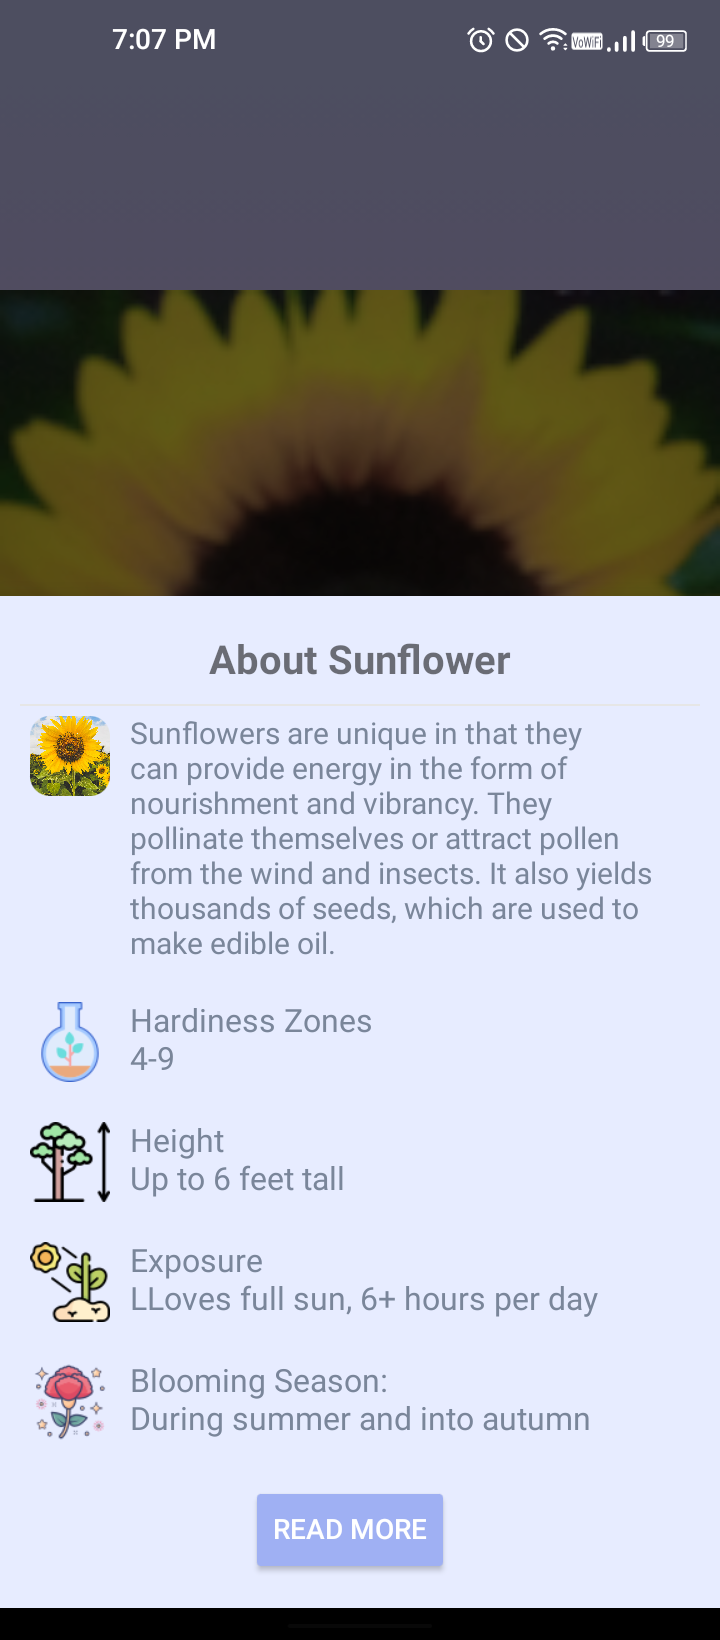 7:07 PM
VoWiFi
99
About Sunflower
Sunflowers are unique in that they
can provide energy in the form of
nourishment and vibrancy. They
pollinate themselves or attract pollen
from the wind and insects. It also yields
thousands of seeds, which are used to
make edible oil.
Hardiness Zones
4-9
Height
Up to 6 feet tall
Exposure
LLoves full sun, 6+ hours per day
Blooming Season:
During summer and into autumn
READ MORE